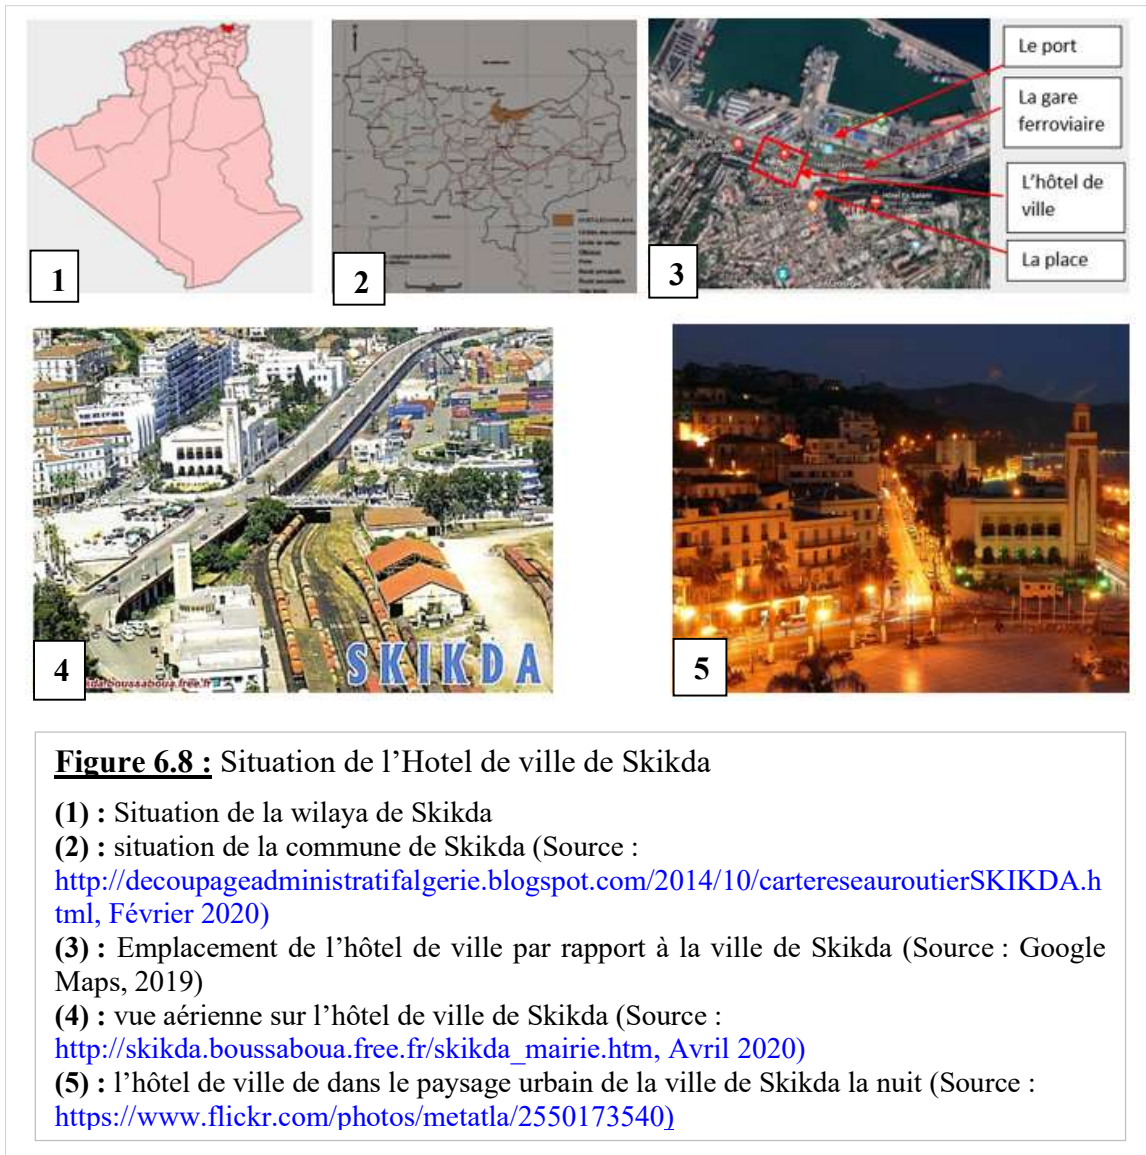 Le port
La gare
ferroviaire
L'hôtel de
ville
La place
1
2
3
SKIKDA
4
5
Figure 6.8 : Situation de l'Hotel de ville de Skikda
(1) : Situation de la wilaya de Skikda
(2) : situation de la commune de Skikda (Source :
http://decoupageadministratifalgerie.blogspot.com/2014/10/cartereseauroutierSKIKDA.h
tml, Février 2020)
(3) : Emplacement de l'hôtel de ville par rapport à la ville de Skikda (Source : Google
Maps, 2019)
(4) : vue aérienne sur l'hôtel de ville de Skikda (Source :
http://skikda.boussaboua.free.fr/skikda_mairie.htm, Avril 2020)
(5) : l'hôtel de ville de dans le paysage urbain de la ville de Skikda la nuit (Source :
https://www.flickr.com/photos/metatla/2550173540)